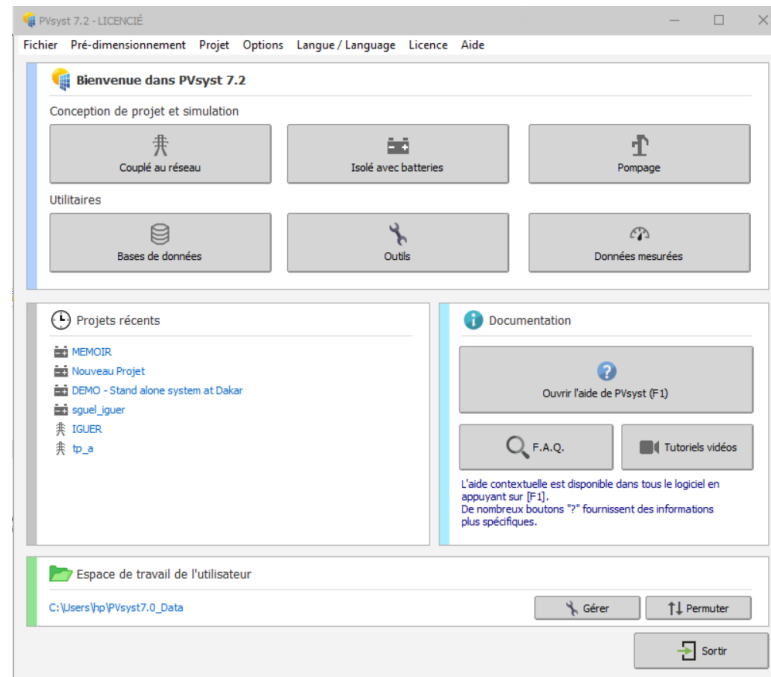 PVsyst 7.2 - LICENCIÉ
Fichier Pré-dimensionnement Projet Options Langue / Language Licence Aide
Bienvenue dans PVsyst 7.2
Conception de projet et simulation
Couplé au réseau
Isolé avec batteries
Pompage
Utilitaires
Bases de données
Outils
Données mesurées
Projets récents
MEMOIR
Nouveau Projet
DEMO - Stand alone system at Dakar
sguel_iguer
IGUER
tp_a
Documentation
Ouvrir l'aide de PVsyst (F1)
F.A.Q.
Tutoriels vidéos
L'aide contextuelle est disponible dans tous le logiciel en
appuyant sur [F1].
De nombreux boutons "?" fournissent des informations
plus spécifiques.
Espace de travail de l'utilisateur
C:\Users\hp\PVsyst7.0_Data
Gérer
Permuter
Sortir